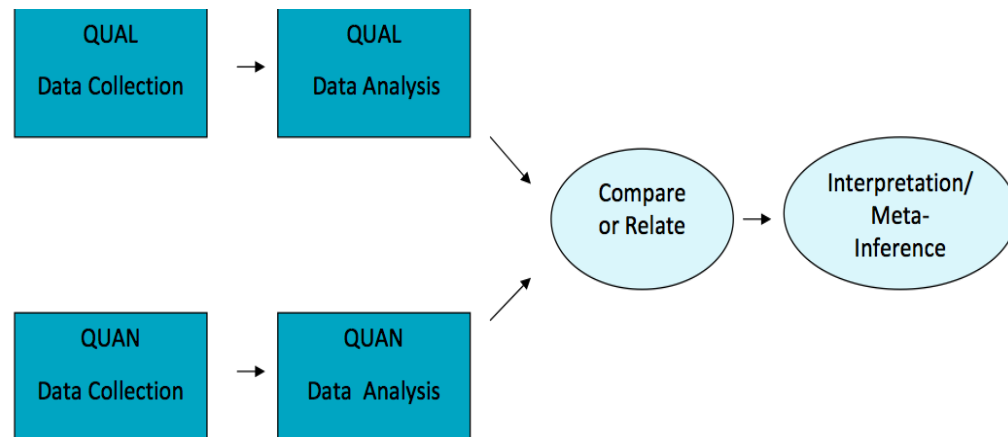 QUAL
Data Collection
QUAL
Data Analysis
Compare
or Relate
Interpretation/
Meta-
Inference
QUAN
Data Collection
QUAN
Data Analysis